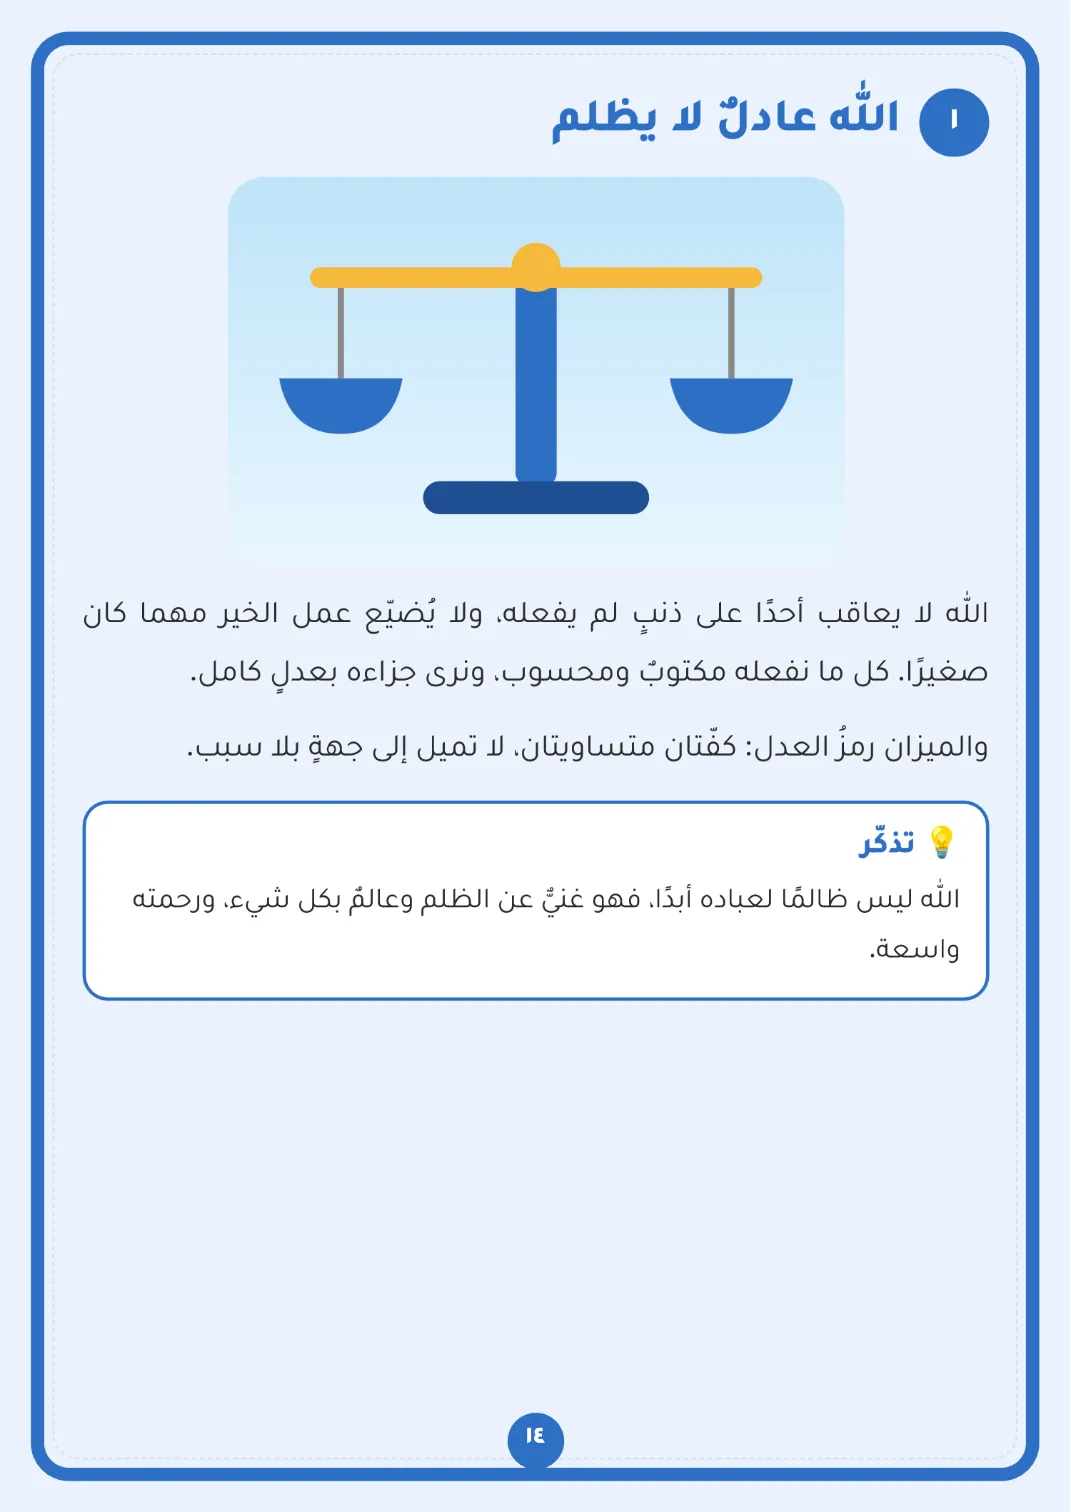 ١
الله عادلٌ لا يظلم
الله لا يعاقب أحدًا على ذنبٍ لم يفعله، ولا يُضيّع عمل الخير مهما كان
صغيرًا. كل ما نفعله مكتوبٌ ومحسوب، ونرى جزاءه بعدلٍ كامل.
والميزان رمزُ العدل: كفّتان متساويتان، لا تميل إلى جهةٍ بلا سبب.
💡 تذكّر
الله ليس ظالمًا لعباده أبدًا، فهو غنيٌّ عن الظلم وعالمٌ بكل شيء، ورحمته
واسعة.
١٤